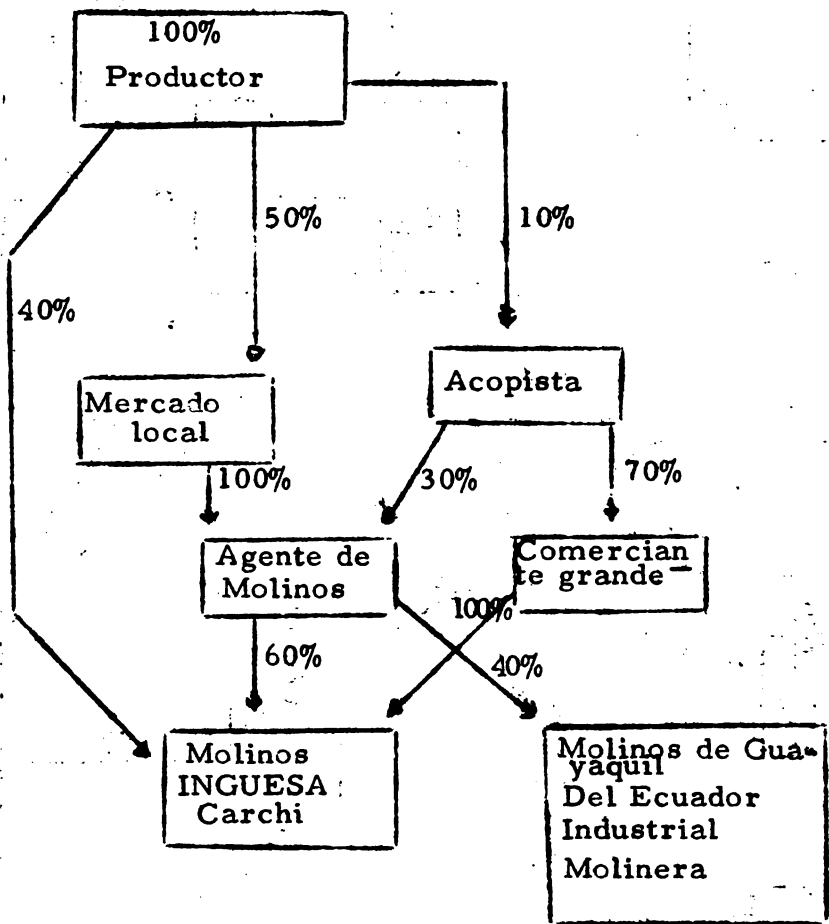 100%
Productor
50%
10%
40%
Mercado
local
Acopista
100%
30%
70%
Agente de
Molinos
Comercian
te grande
100%
60%
40%
Molinos
INGUESA
Carchi
Molinos de Gua-
yaquil
Del Ecuador
Industrial
Molinera